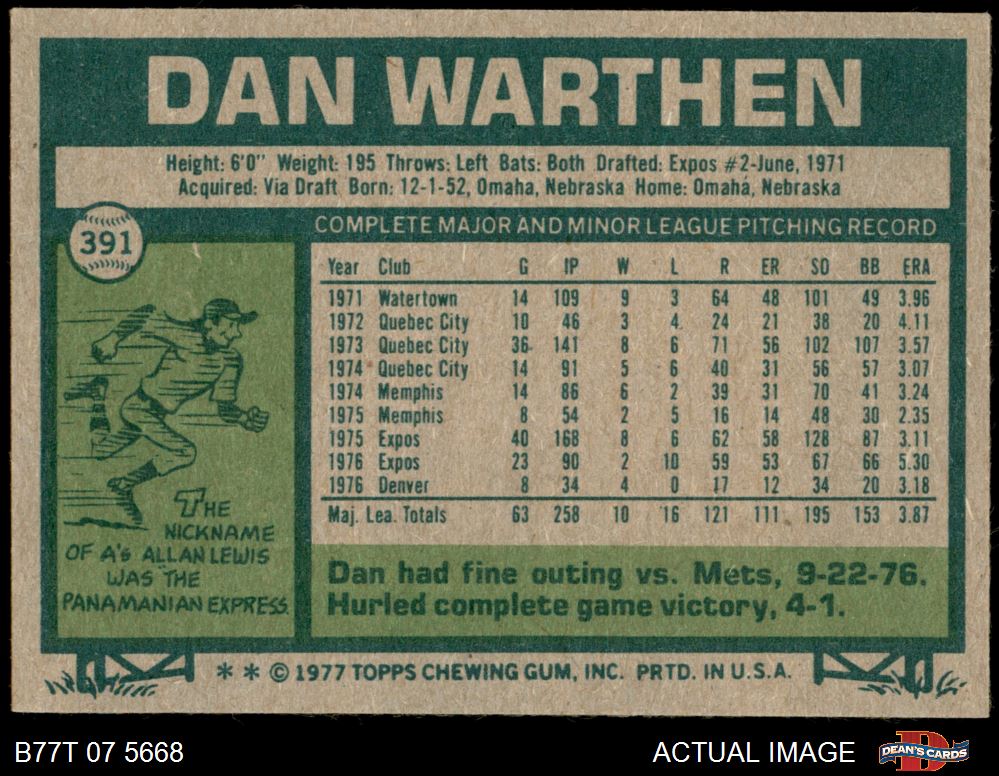 DAN WARTHEN
Height: 6'0" Weight: 195 Throws: Left Bats: Both Drafted: Expos #2-June, 1971
Acquired: Via Draft Born: 12-1-52, Omaha, Nebraska Home: Omaha, Nebraska
391
COMPLETE MAJOR AND MINOR LEAGUE PITCHING RECORD
Year Club G IP W L R ER SO BB ERA
1971 Watertown 14 109 9 3 64 48 101 49 3.96
1972 Quebec City 10 46 3 4 24 21 38 20 4.11
1973 Quebec City 36 141 8 6 71 56 102 107 3.57
1974 Quebec City 14 91 5 6 40 31 56 57 3.07
1974 Memphis 14 86 6 2 39 31 70 41 3.24
1975 Memphis 8 54 2 5 16 14 48 30 2.35
1975 Expos 40 168 8 6 62 58 128 87 3.11
1976 Expos 23 90 2 10 59 53 67 66 5.30
1976 Denver 8 34 4 0 17 12 34 20 3.18
Maj. Lea. Totals 63 258 10 16 121 111 195 153 3.87
THE
NICKNAME
OF A's ALLAN LEWIS
WAS THE
PANAMANIAN EXPRESS.
Dan had fine outing vs. Mets, 9-22-76.
Hurled complete game victory, 4-1.
* * © 1977 TOPPS CHEWING GUM, INC. PRTD. IN U.S.A.
B77T 07 5668
ACTUAL IMAGE
DEAN'S CARDS